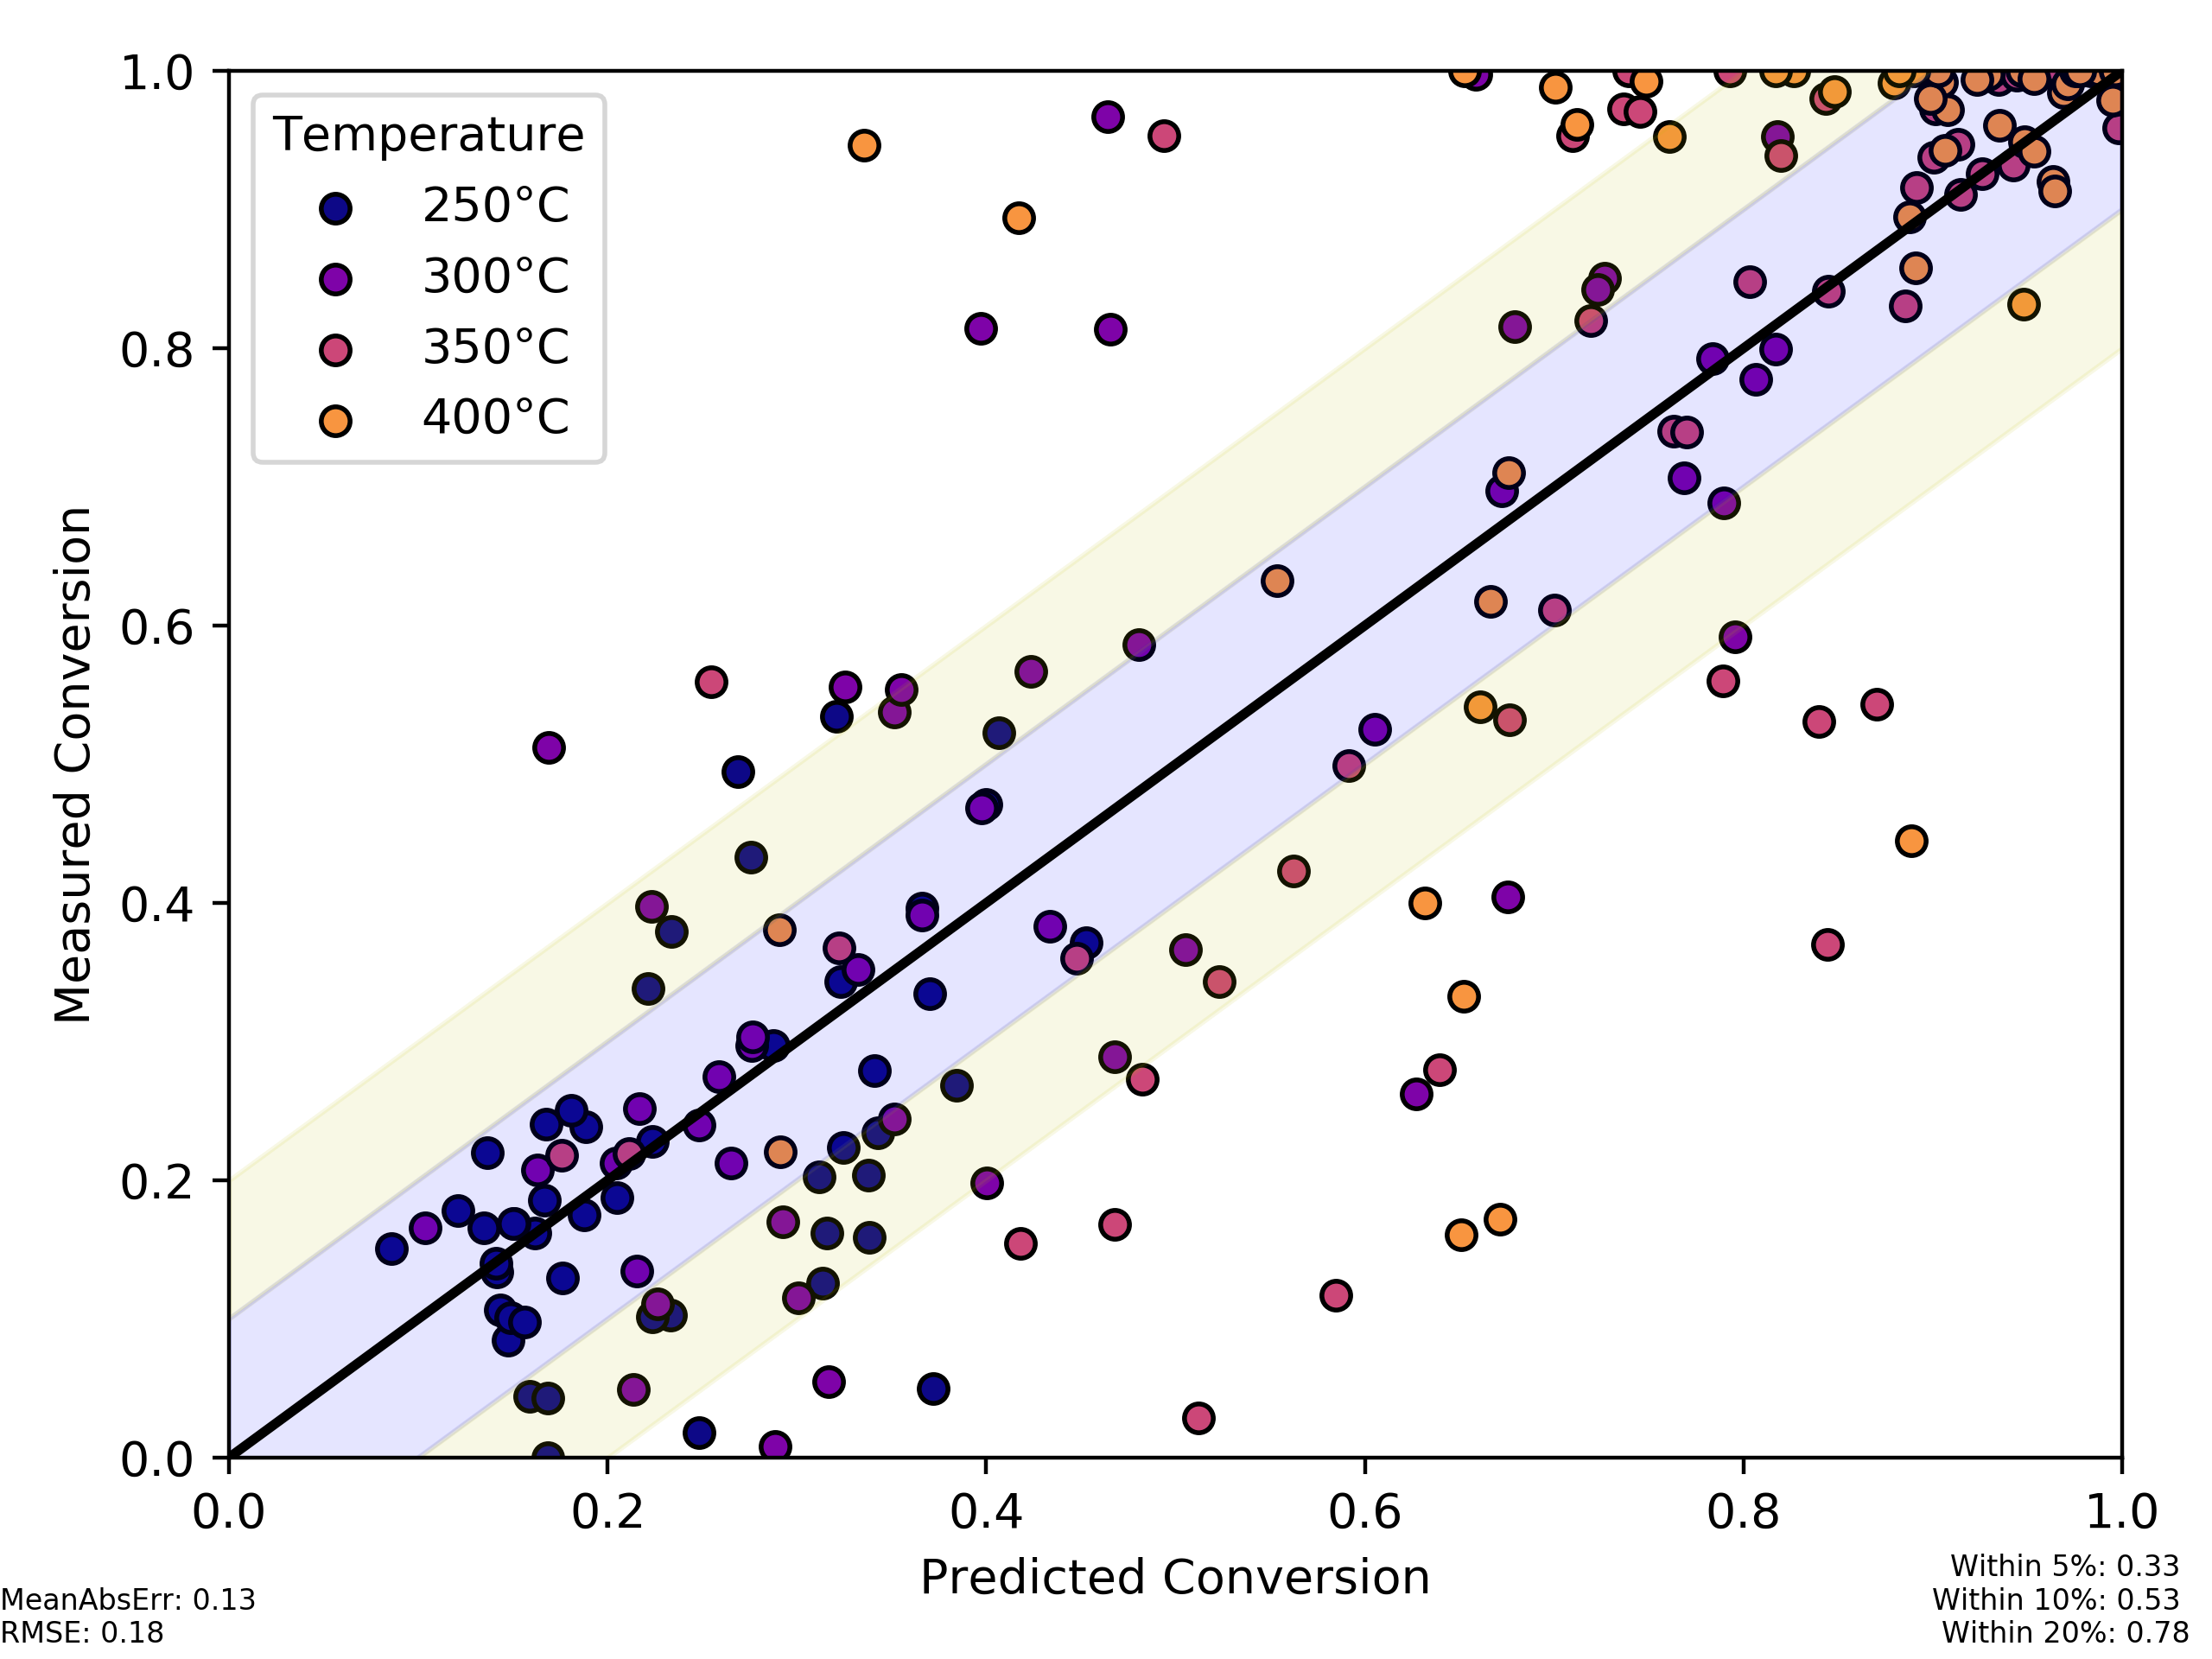 1.0
Temperature
250°C
300°C
350°C
400°C
0.8
0.6
0.4
0.2
0.0
Measured Conversion
0.0 0.2 0.4 0.6 0.8 1.0
Predicted Conversion
MeanAbsErr: 0.13
RMSE: 0.18
Within 5%: 0.33
Within 10%: 0.53
Within 20%: 0.78